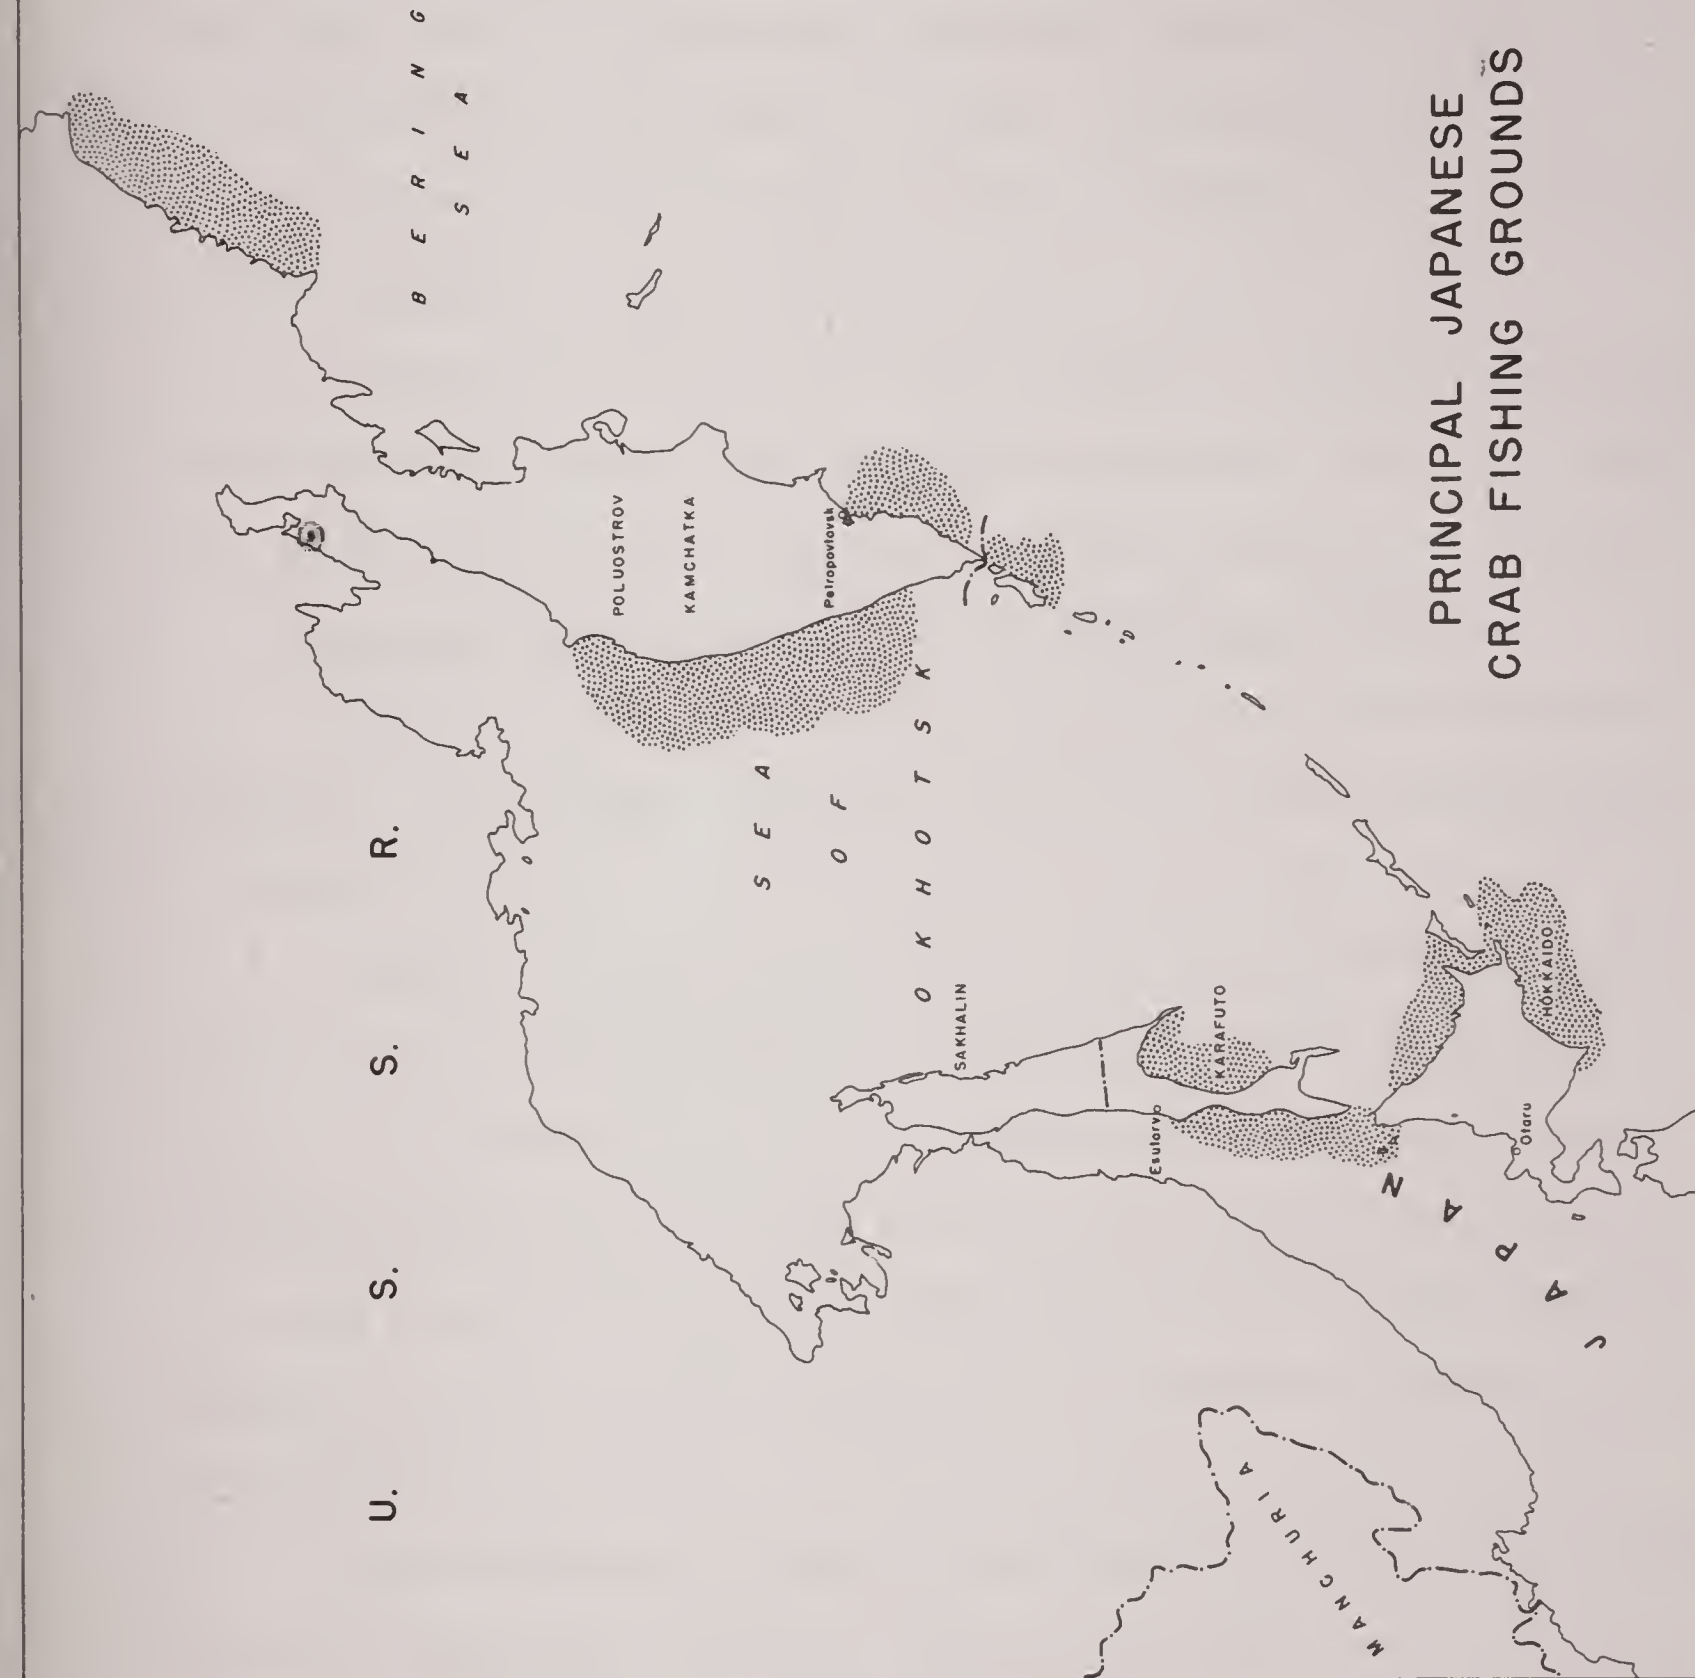 PRINCIPAL JAPANESE
CRAB FISHING GROUNDS
U. S. S. R.
BERING
SEA
POLUOSTROV
KAMCHATKA
Petropavlovsk
SEA
OF
OKHOTSK
SAKHALIN
KARAFUTO
Esutoru
HOKKAIDO
Otaru
JAPAN
MANCHURIA